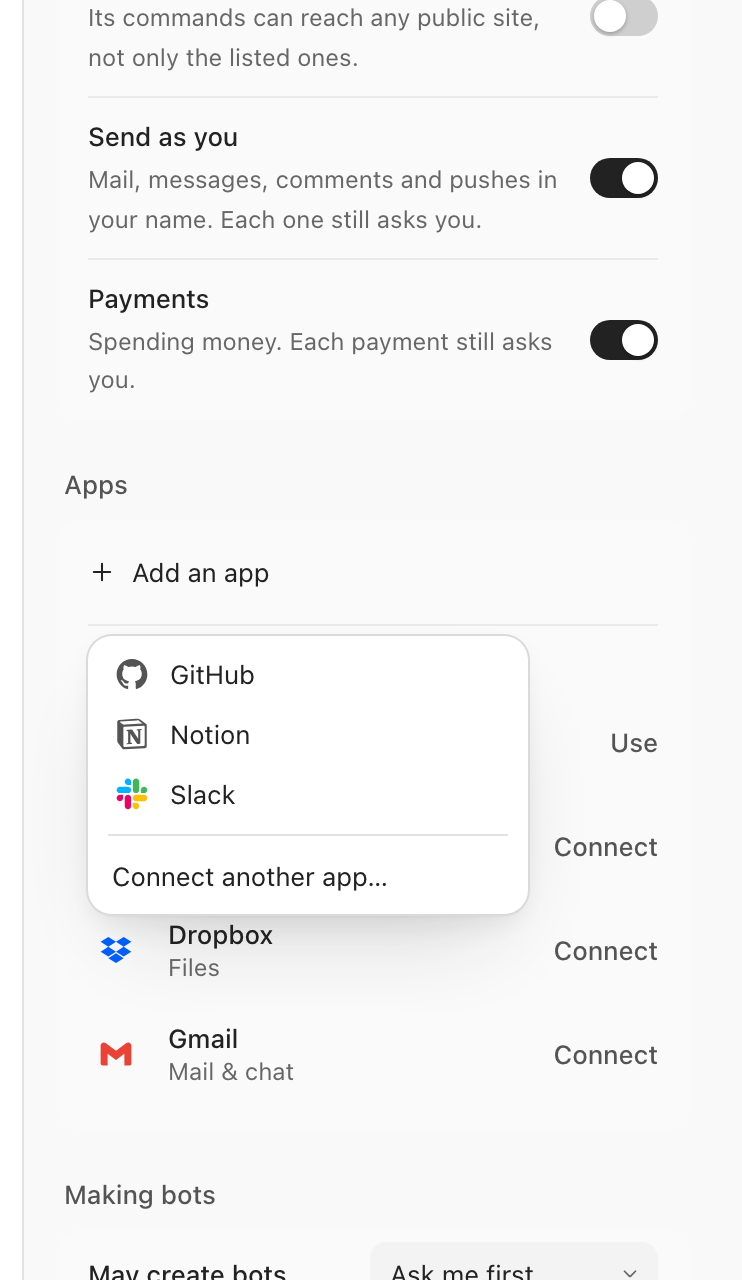 Its commands can reach any public site,
not only the listed ones.
Send as you
Mail, messages, comments and pushes in
your name. Each one still asks you.
Payments
Spending money. Each payment still asks
you.
Apps
+ Add an app
GitHub
Notion
Slack
Connect another app...
Use
Connect
Dropbox
Files
Connect
Gmail
Mail & chat
Connect
Making bots
May create bots
Ask me first